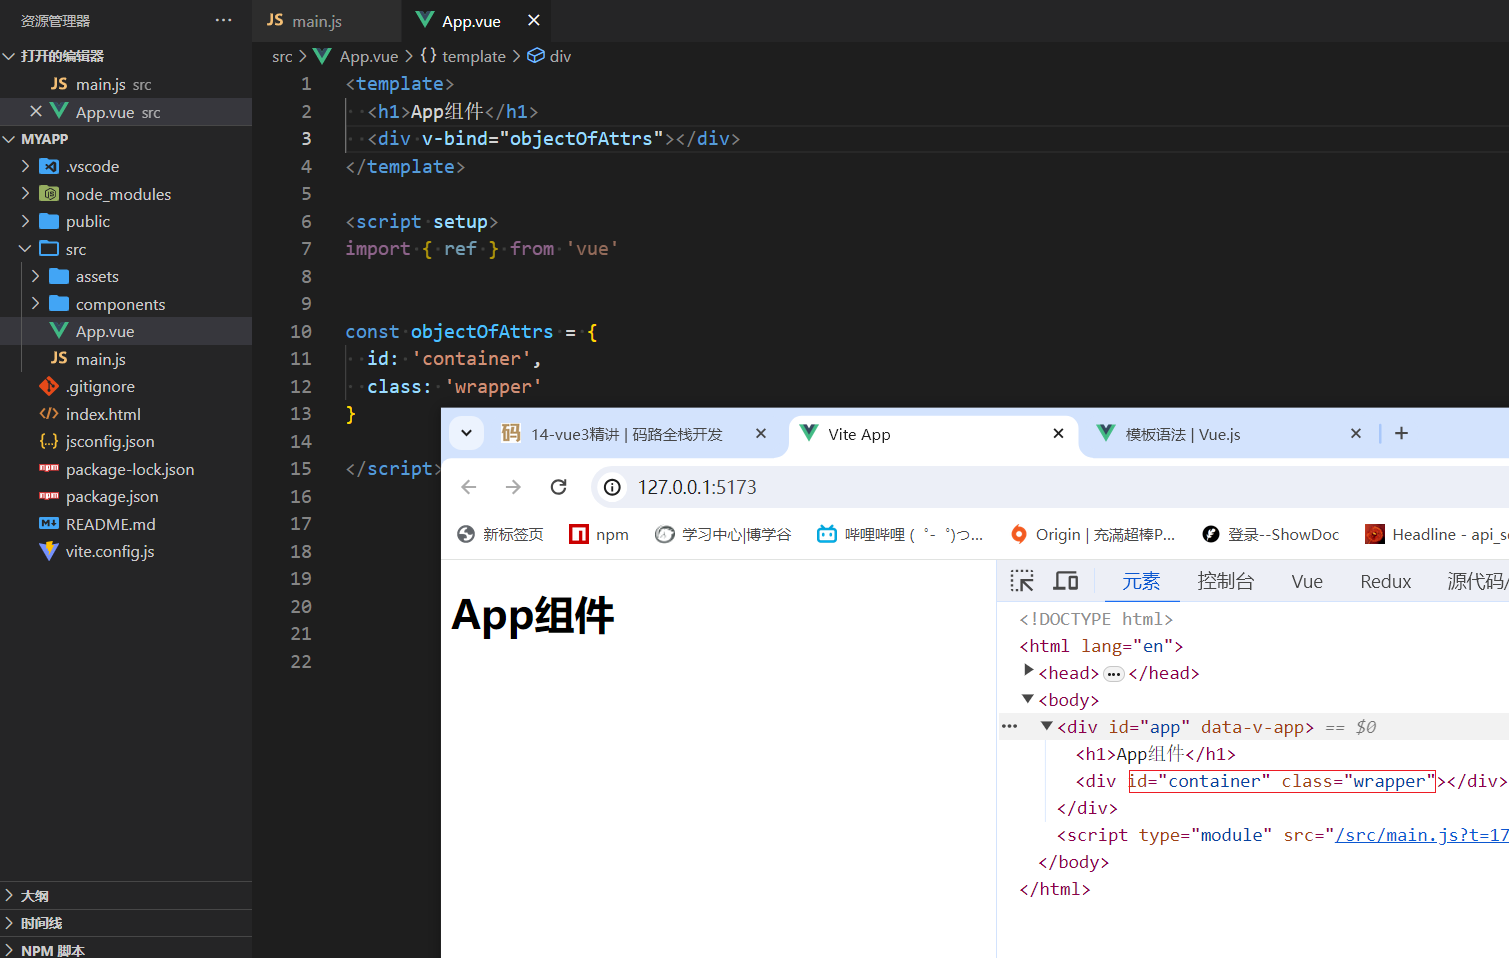 资源管理器 ···
打开的编辑器
JS main.js src
App.vue src
MYAPP
.vscode
node_modules
public
src
assets
components
App.vue
JS main.js
.gitignore
index.html
jsconfig.json
package-lock.json
package.json
README.md
vite.config.js
大纲
时间线
NPM 脚本
JS main.js App.vue
src > App.vue > {} template > div
1 <template>
2 <h1>App组件</h1>
3 <div v-bind="objectOfAttrs"></div>
4 </template>
5
6 <script setup>
7 import { ref } from 'vue'
8
9
10 const objectOfAttrs = {
11 id: 'container',
12 class: 'wrapper'
13 }
14
15 </script>
16
17
18
19
20
21
22
码 14-vue3精讲 | 码路全栈开发 Vite App 模板语法 | Vue.js
127.0.0.1:5173
新标签页 npm 学习中心|博学谷 哔哩哔哩 (゜-゜)つ... Origin | 充满超棒P... 登录--ShowDoc Headline - api_s
App组件
元素 控制台 Vue Redux 源代码/
<!DOCTYPE html>
<html lang="en">
<head>···</head>
<body>
··· <div id="app" data-v-app> == $0
<h1>App组件</h1>
<div id="container" class="wrapper"></div>
</div>
<script type="module" src="/src/main.js?t=17
</body>
</html>